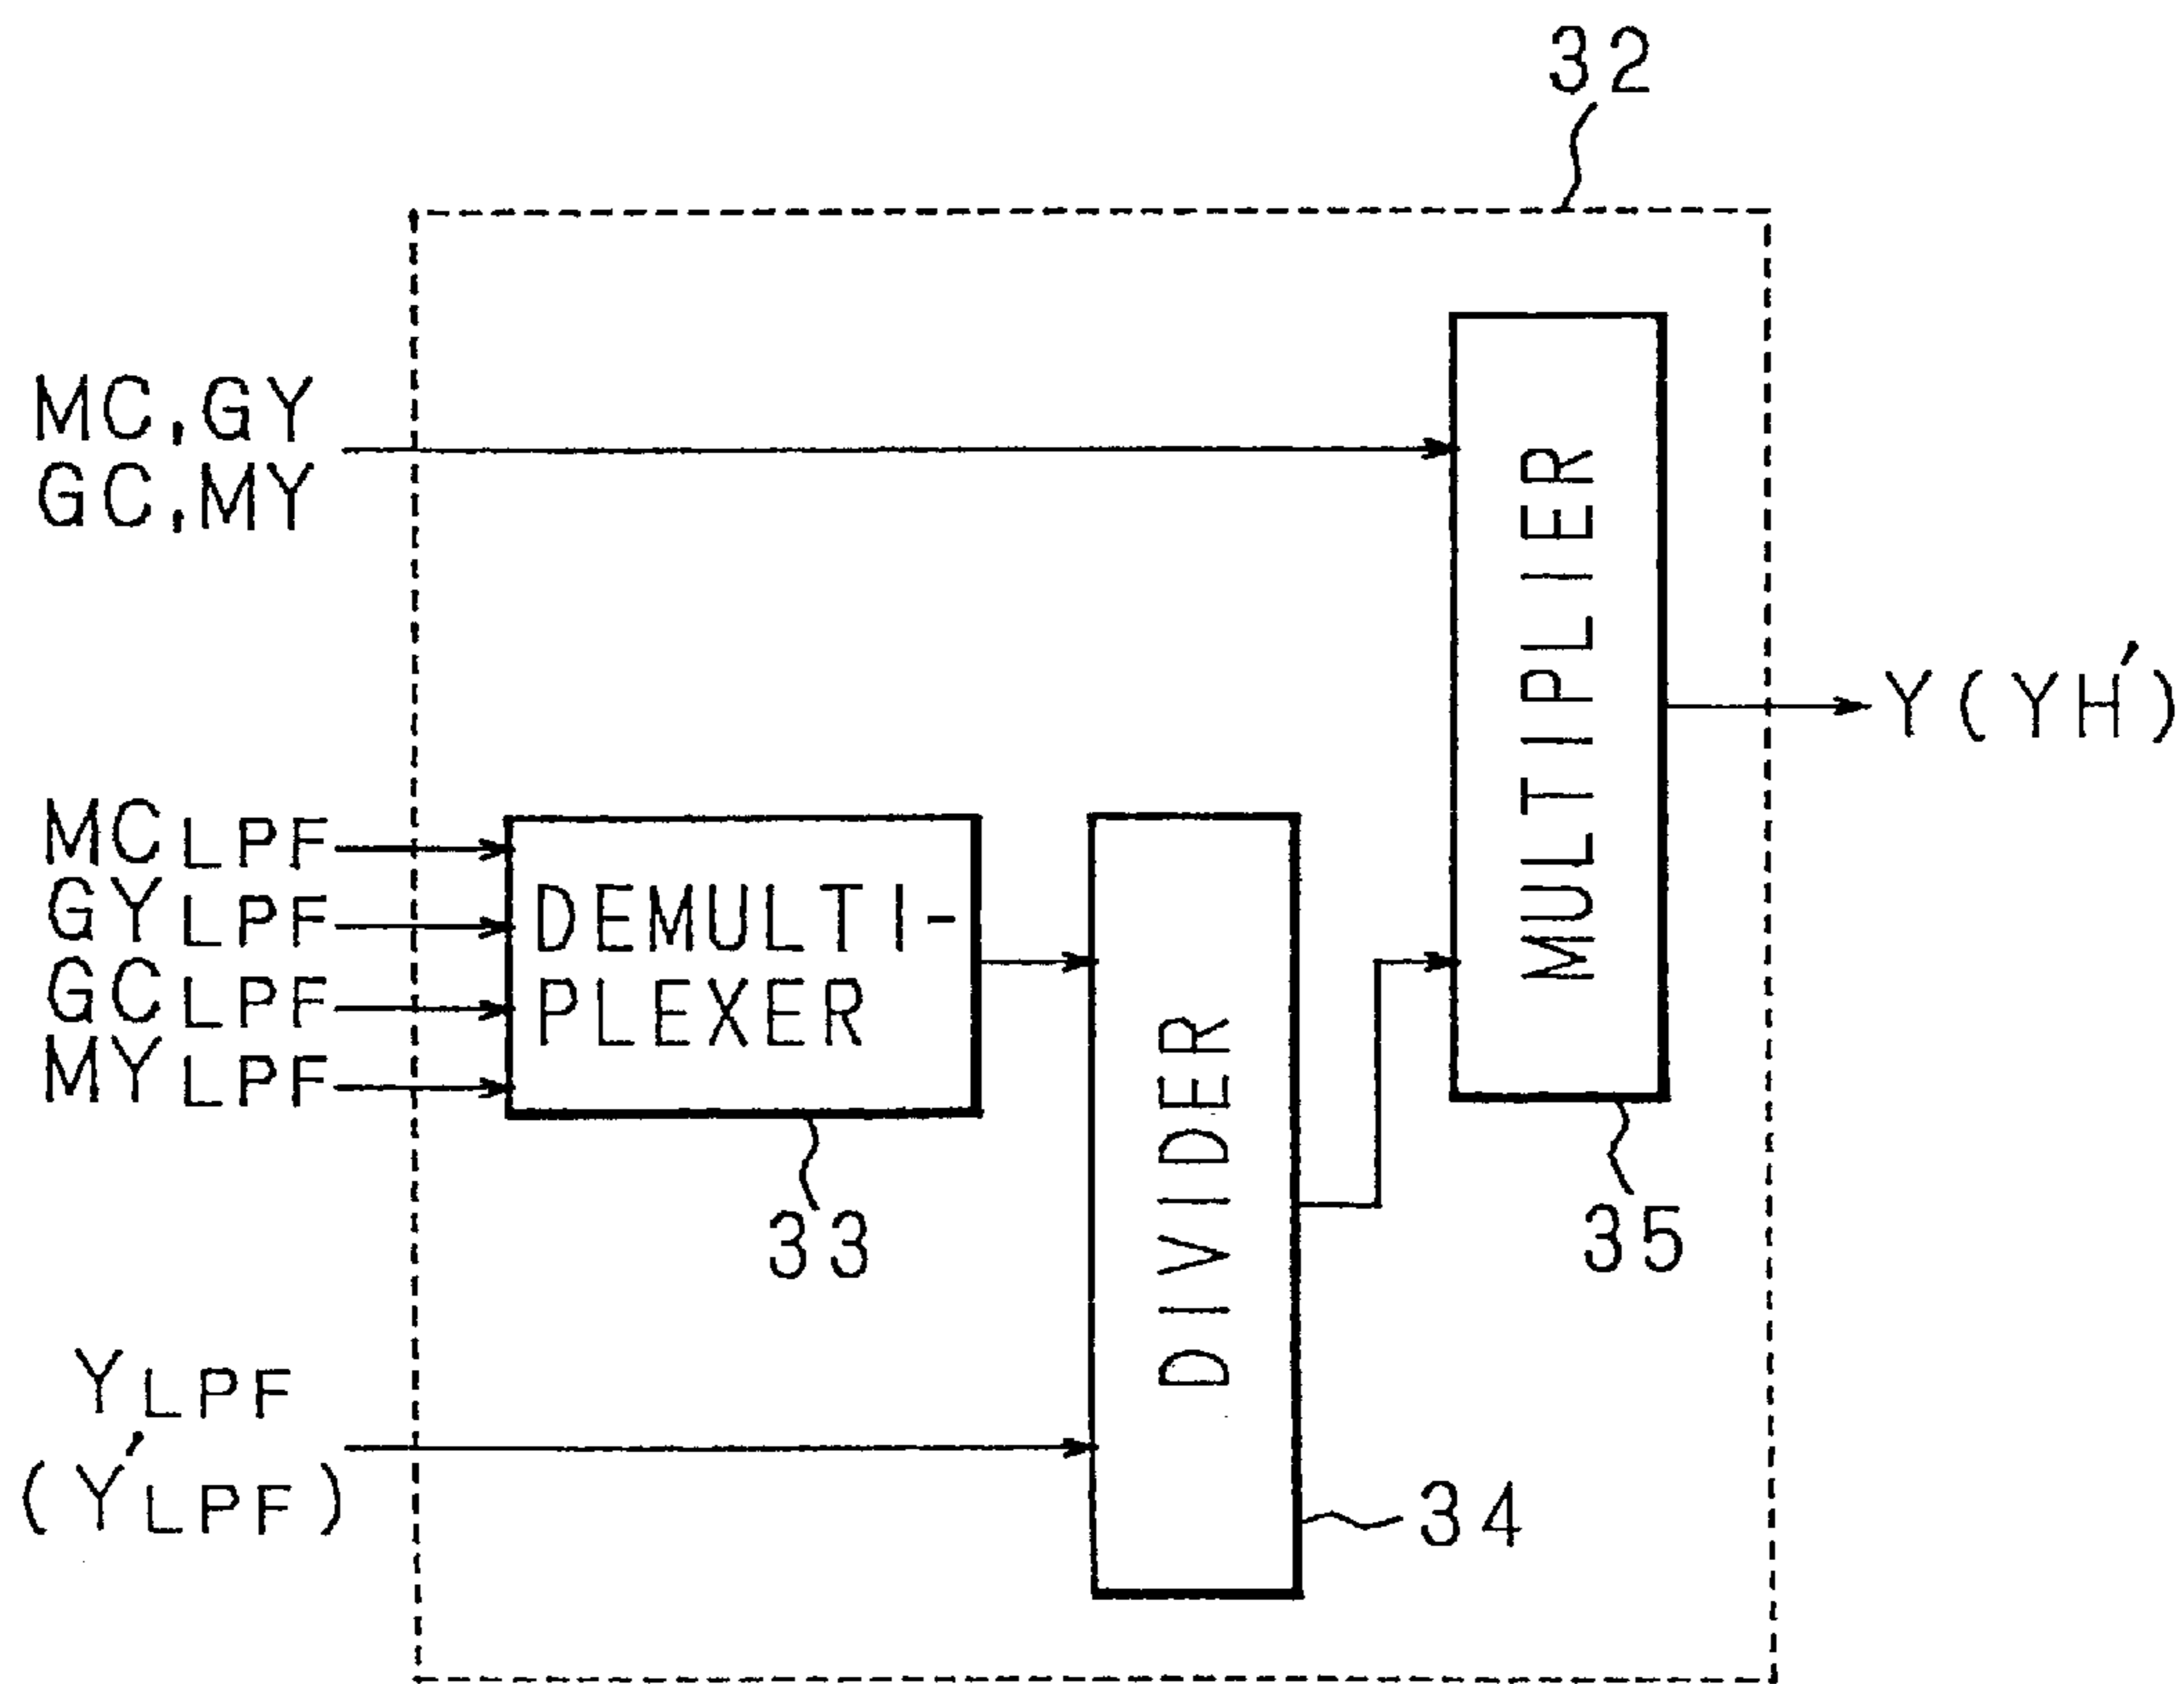 32
MC,GY
GC,MY
MULTIPLIER
Y(YH')
MCLPF
GYLPF
GCLPF
MYLPF
DEMULTI-
PLEXER
DIVIDER
33
35
YLPF
(Y'LPF)
34